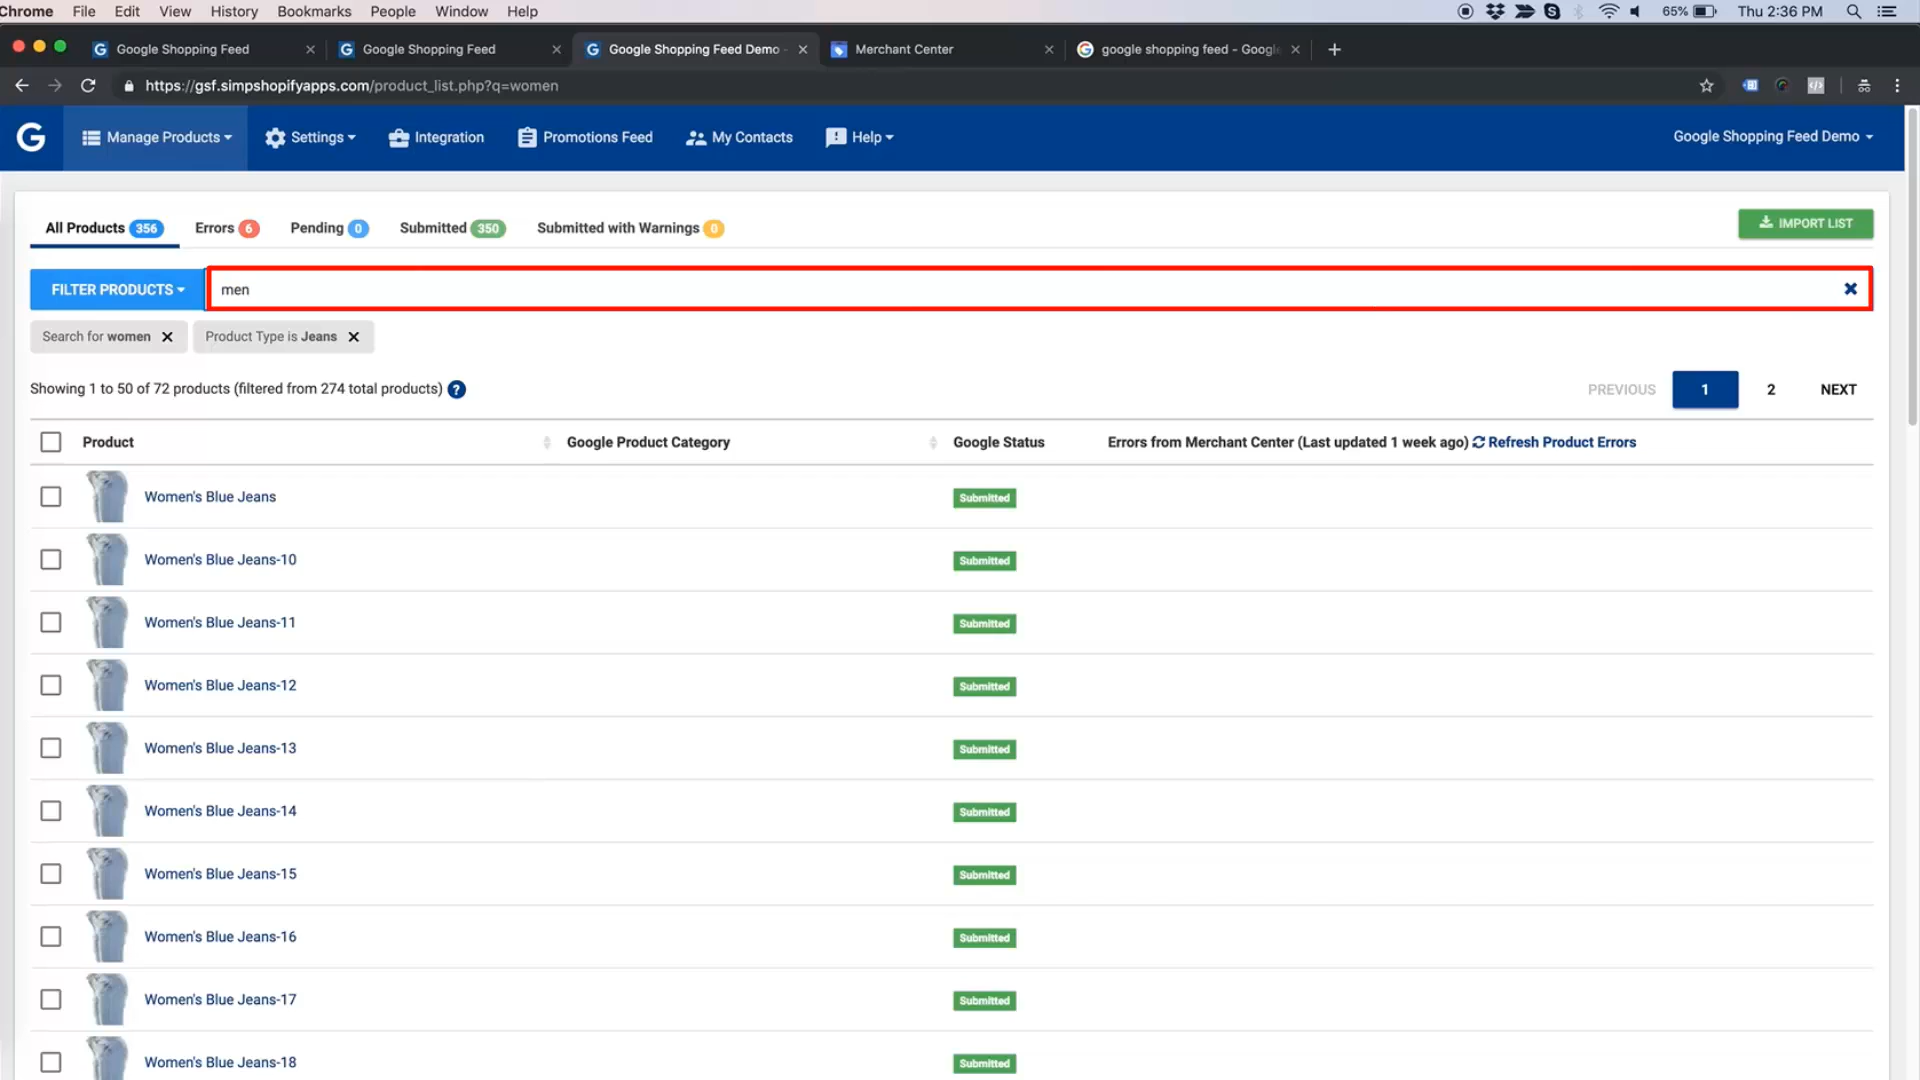 Chrome File Edit View History Bookmarks People Window Help 65% Thu 2:36 PM
Google Shopping Feed Google Shopping Feed Google Shopping Feed Demo - Merchant Center google shopping feed - Google
https://gsf.simpshopifyapps.com/product_list.php?q=women
G Manage Products Settings Integration Promotions Feed My Contacts Help Google Shopping Feed Demo
All Products 356 Errors 6 Pending 0 Submitted 350 Submitted with Warnings 0 IMPORT LIST
FILTER PRODUCTS men
Search for women Product Type is Jeans
Showing 1 to 50 of 72 products (filtered from 274 total products) ? PREVIOUS 1 2 NEXT
Product Google Product Category Google Status Errors from Merchant Center (Last updated 1 week ago) Refresh Product Errors
Women's Blue Jeans Submitted
Women's Blue Jeans-10 Submitted
Women's Blue Jeans-11 Submitted
Women's Blue Jeans-12 Submitted
Women's Blue Jeans-13 Submitted
Women's Blue Jeans-14 Submitted
Women's Blue Jeans-15 Submitted
Women's Blue Jeans-16 Submitted
Women's Blue Jeans-17 Submitted
Women's Blue Jeans-18 Submitted